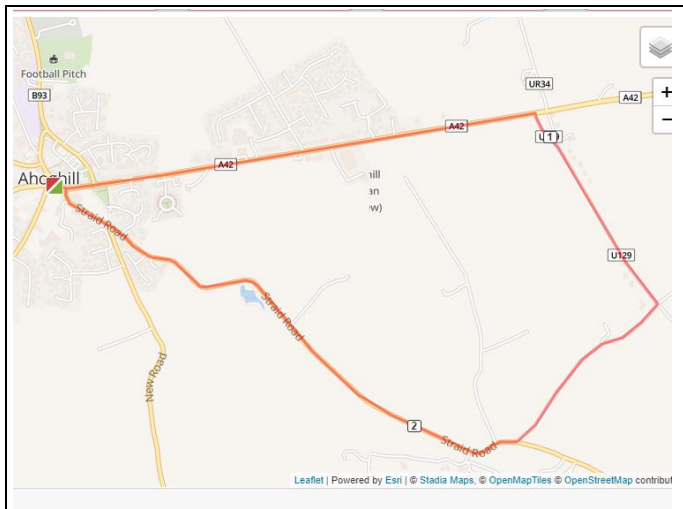 Football Pitch
B93
UR34
A42
+
−
A42
1
A42
Ahoghill
Straid Road
U129
Straid Road
New Road
2
Straid Road
Leaflet | Powered by Esri | © Stadia Maps, © OpenMapTiles © OpenStreetMap contribut